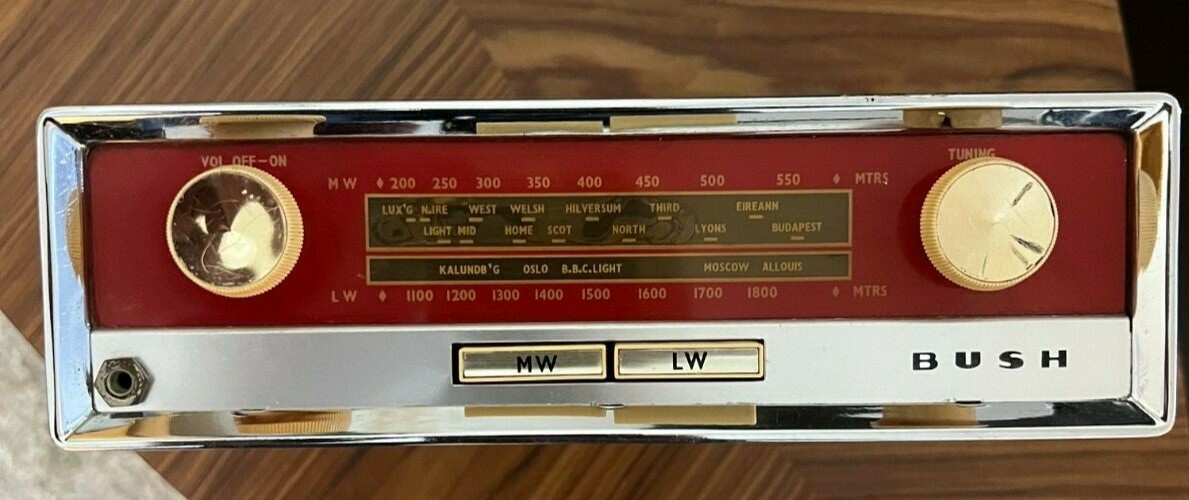 VOL OFF-ON
TUNING
MW 200 250 300 350 400 450 500 550 MTRS
LUX'G N.IRE WEST WELSH HILVERSUM THIRD EIREANN
LIGHT MID HOME SCOT NORTH LYONS BUDAPEST
KALUNDB'G OSLO B.B.C.LIGHT MOSCOW ALLOUIS
LW 1100 1200 1300 1400 1500 1600 1700 1800 MTRS
MW LW
BUSH